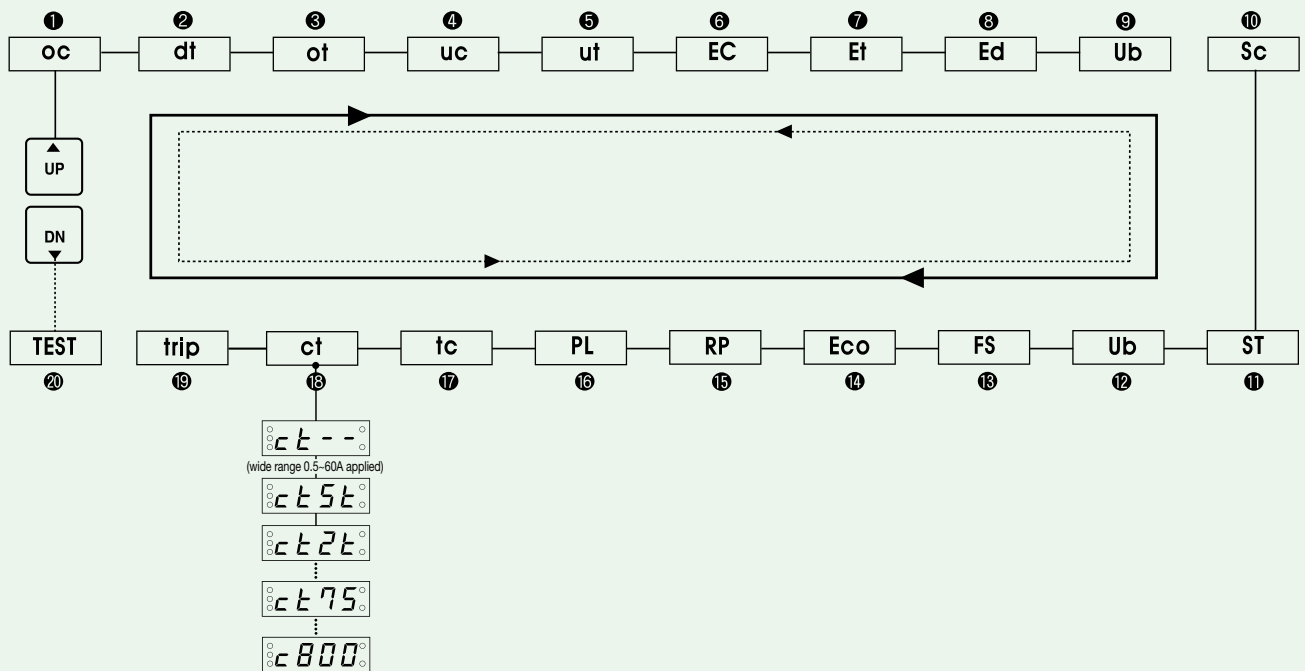 ❶ ❷ ❸ ❹ ❺ ❻ ❼ ❽ ❾ ❿
oc dt ot uc ut EC Et Ed Ub Sc
UP
DN
TEST trip ct tc PL RP Eco FS Ub ST
⓴ ⓳ ⓲ ⓱ ⓰ ⓯ ⓮ ⓭ ⓬ ⓫
ct--
(wide range 0.5~60A applied)
ct5t
ct2t
ct75
c800